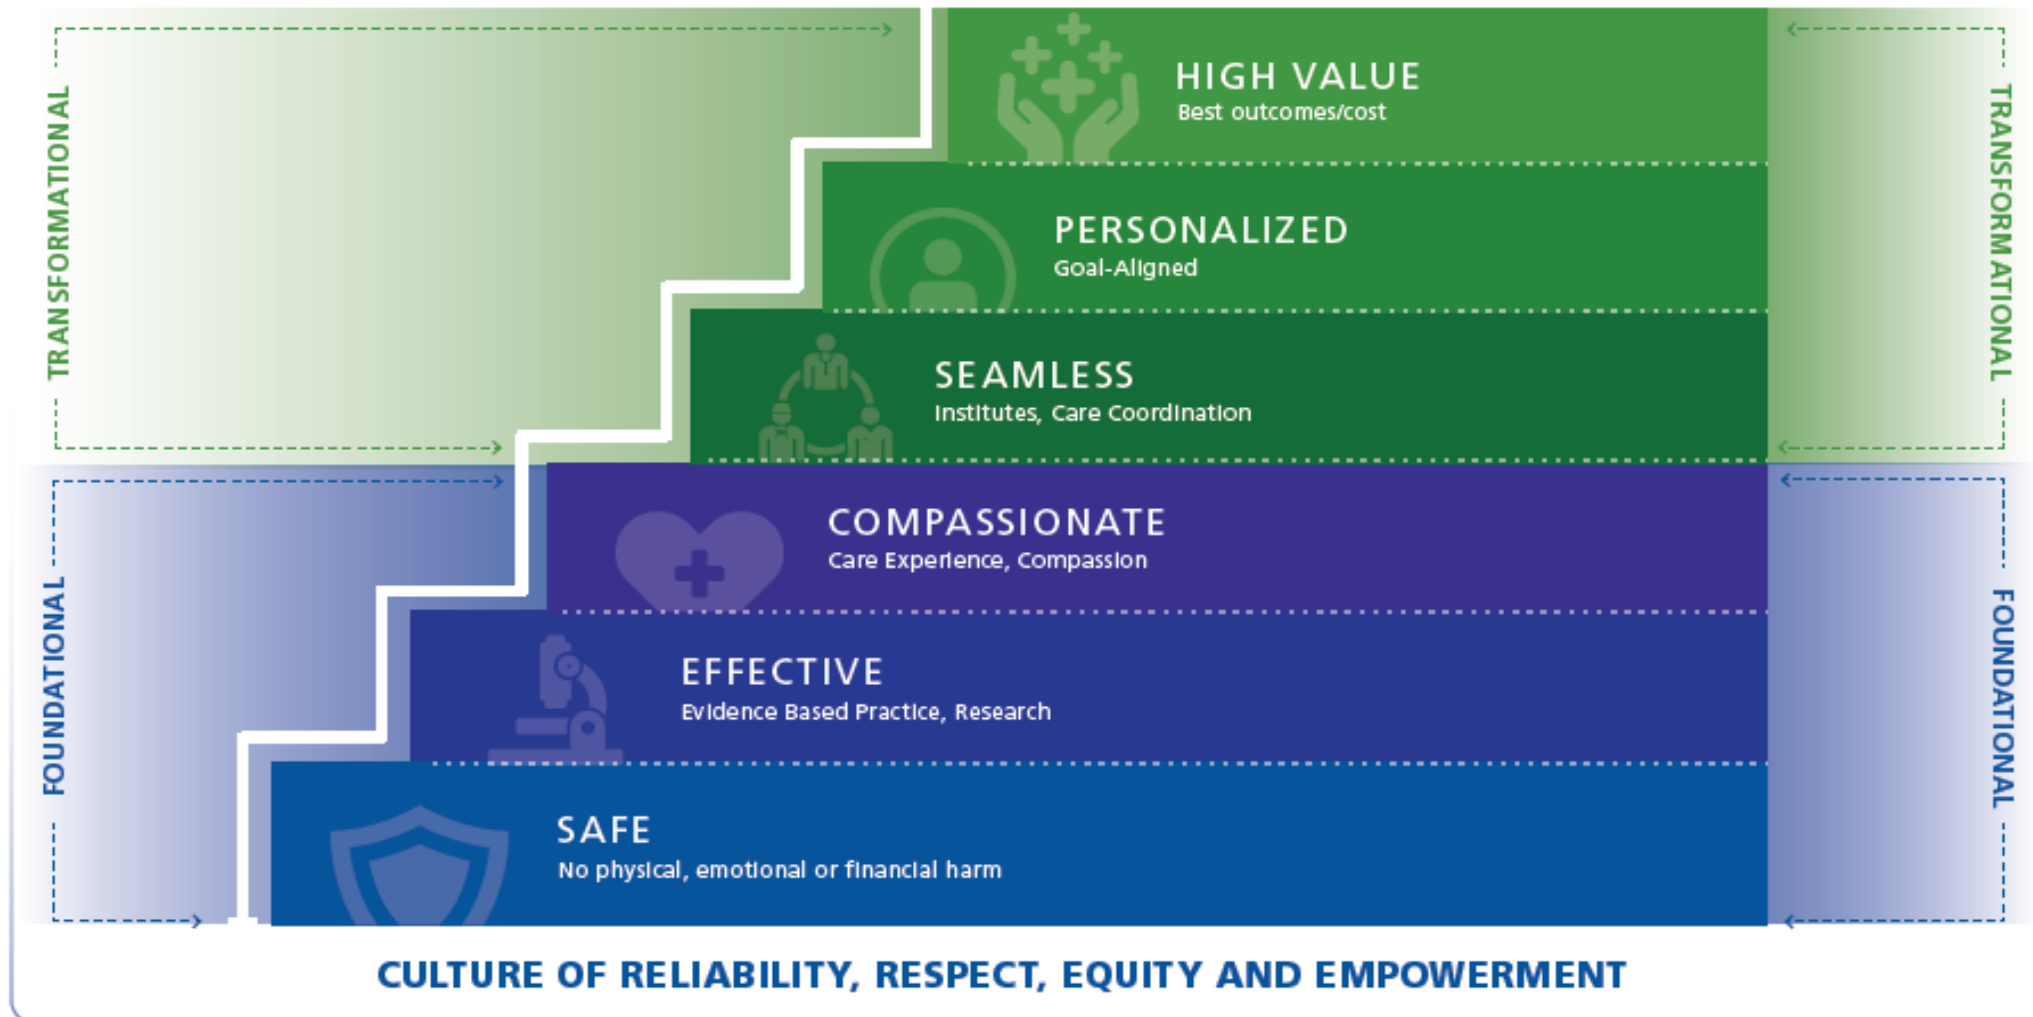 TRANSFORMATIONAL
HIGH VALUE
Best outcomes/cost
PERSONALIZED
Goal-Aligned
SEAMLESS
Institutes, Care Coordination
TRANSFORMATIONAL
FOUNDATIONAL
COMPASSIONATE
Care Experience, Compassion
EFFECTIVE
Evidence Based Practice, Research
SAFE
No physical, emotional or financial harm
FOUNDATIONAL
CULTURE OF RELIABILITY, RESPECT, EQUITY AND EMPOWERMENT